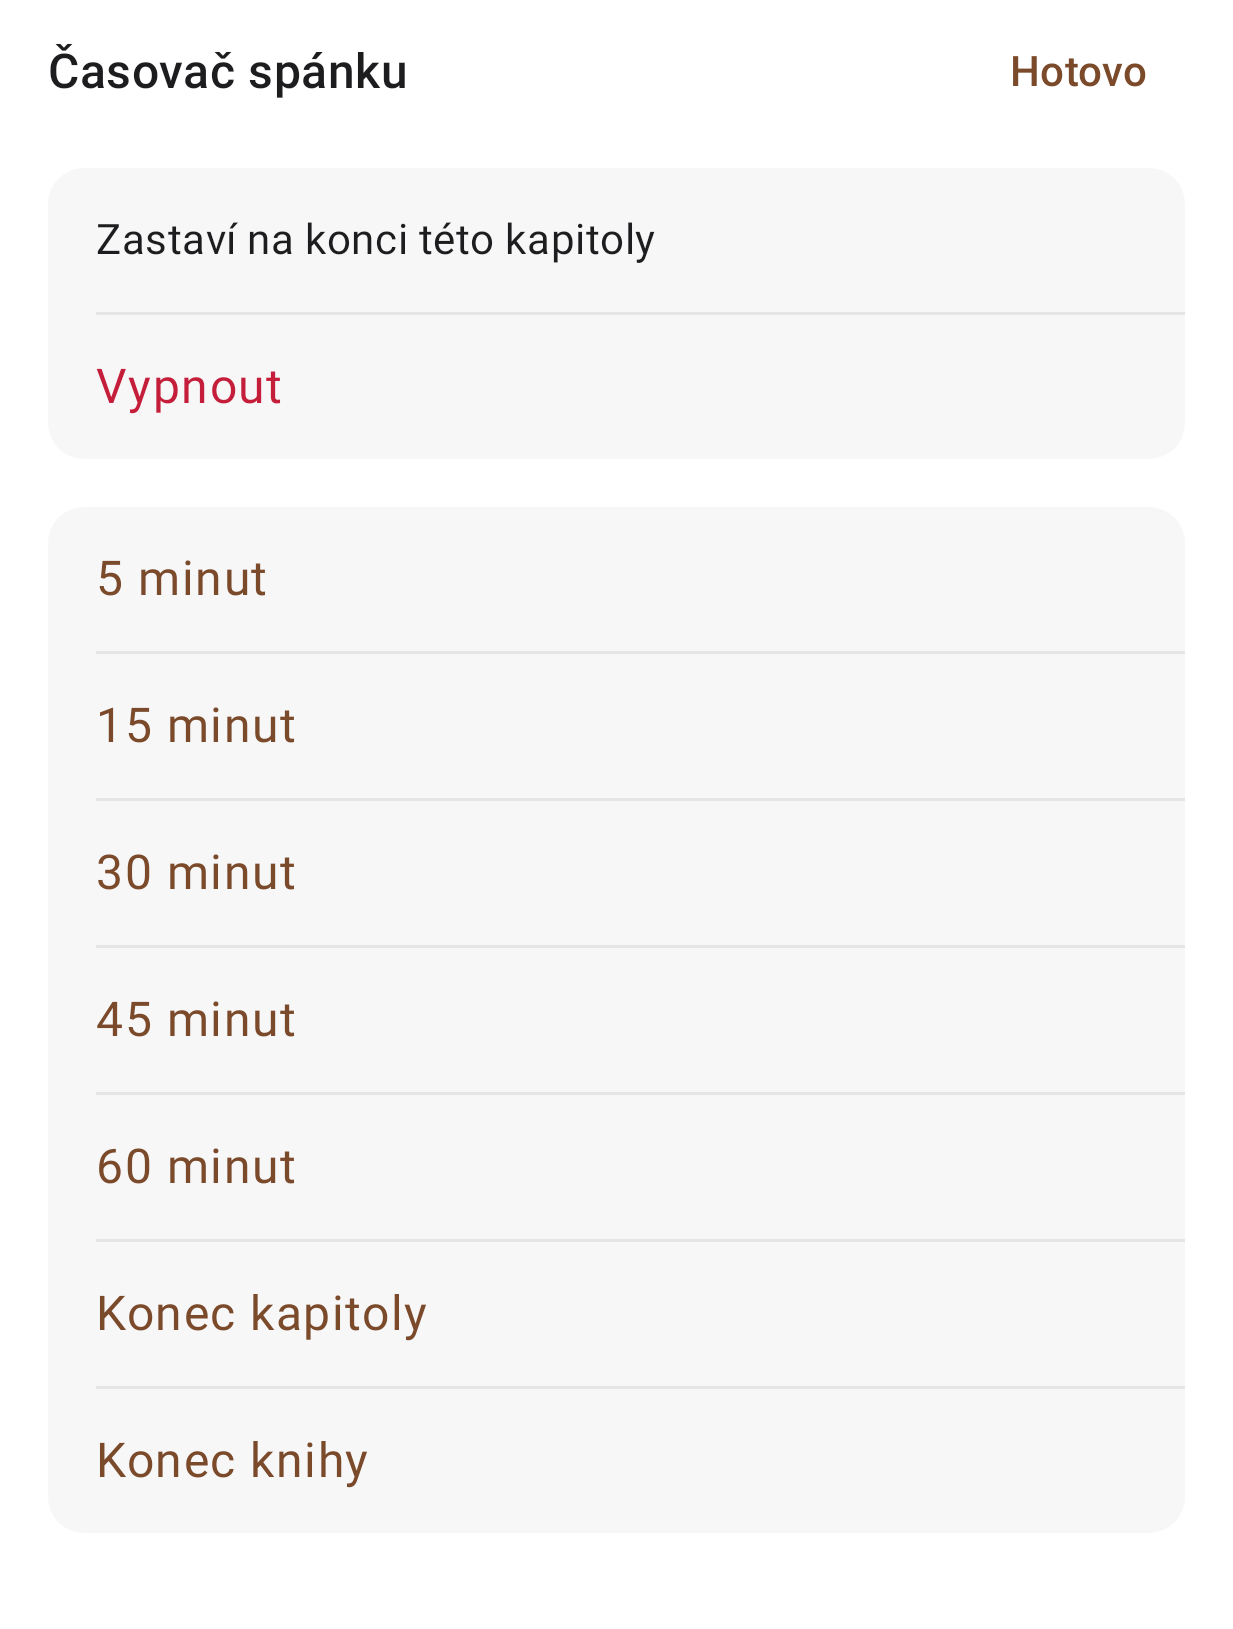 Časovač spánku
Hotovo
Zastaví na konci této kapitoly
Vypnout
5 minut
15 minut
30 minut
45 minut
60 minut
Konec kapitoly
Konec knihy